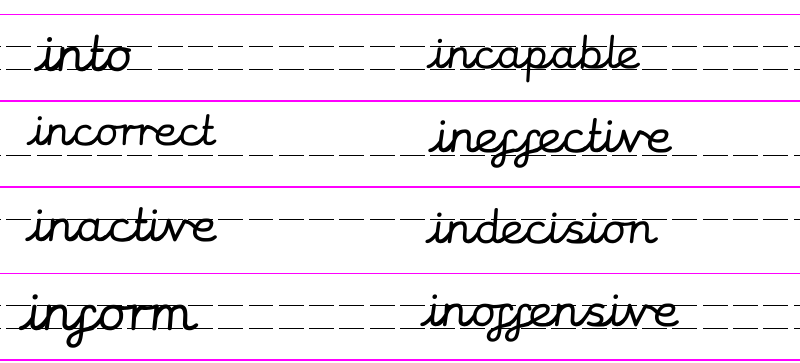 into incapable
incorrect ineffective
inactive indecision
inform inoffensive